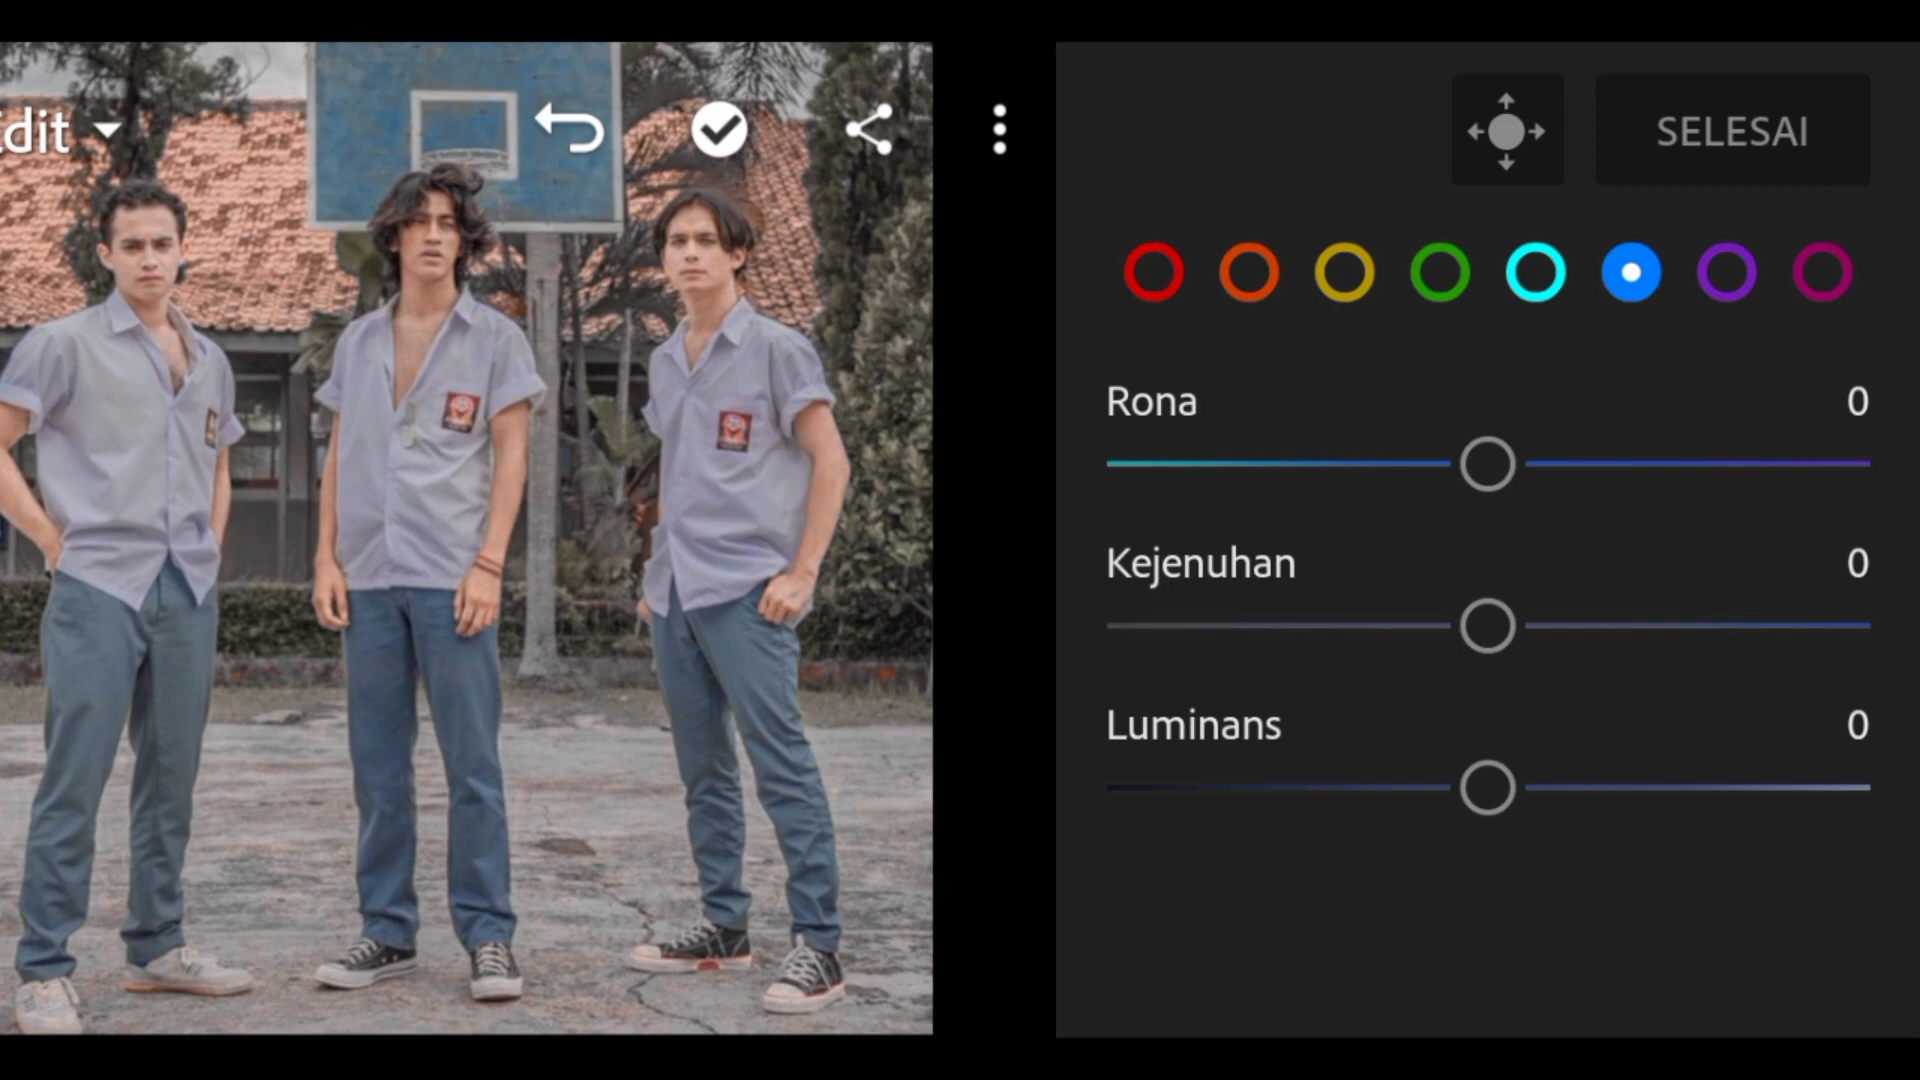 dit
SELESAI
Rona 0
Kejenuhan 0
Luminans 0